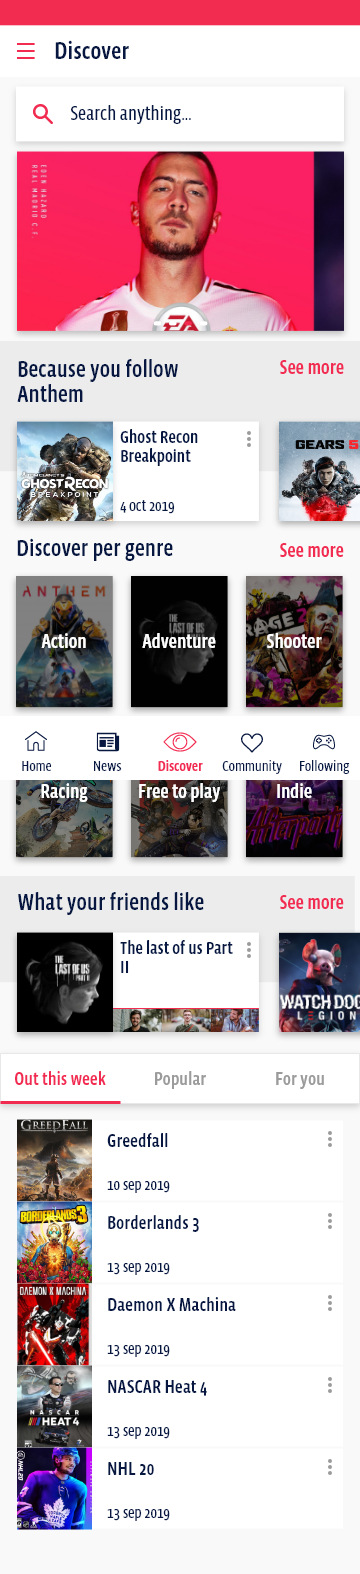 Discover
Search anything...
EDEN HAZARD
REAL MADRID C.F.
EA
Because you follow
Anthem
See more
GHOST RECON
BREAKPOINT
Ghost Recon
Breakpoint
4 oct 2019
GEARS 5
Discover per genre
See more
ANTHEM
Action
THE
LAST OF US
Adventure
RAGE 2
Shooter
Home
News
Discover
Community
Following
Racing
Free to play
Indie
Afterparty
What your friends like
See more
THE
LAST OF US
PART II
The last of us Part
II
WATCH DOG
LEGION
Out this week
Popular
For you
GREEDFALL
Greedfall
10 sep 2019
BORDERLANDS 3
Borderlands 3
13 sep 2019
DAEMON X MACHINA
Daemon X Machina
13 sep 2019
NASCAR
HEAT 4
NASCAR Heat 4
13 sep 2019
NHL 20
NHL 20
13 sep 2019